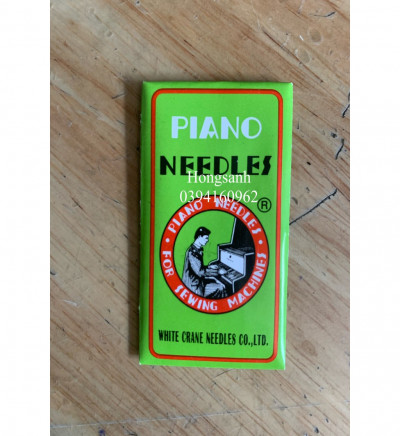 PIANO
NEEDLES
Hongsanh
0394160962
®
· PIANO NEEDLES ·
FOR SEWING MACHINES
WHITE CRANE NEEDLES CO.,LTD.